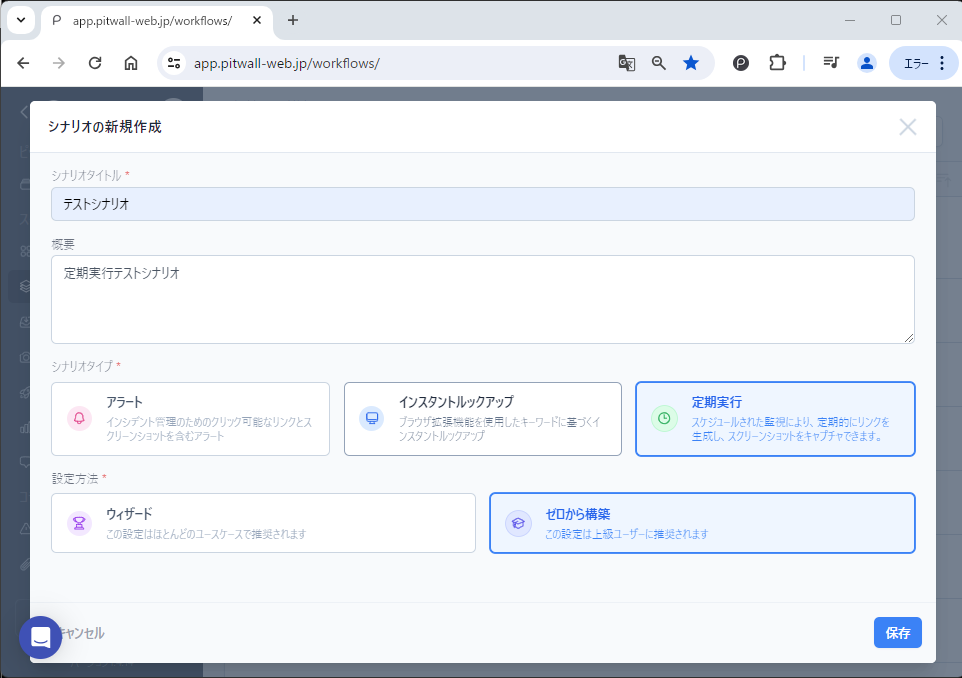 app.pitwall-web.jp/workflows/
app.pitwall-web.jp/workflows/
エラー
シナリオの新規作成
シナリオタイトル *
テストシナリオ
概要
定期実行テストシナリオ
シナリオタイプ *
アラート
インシデント管理のためのクリック可能なリンクとス
クリーンショットを含むアラート
インスタントルックアップ
ブラウザ拡張機能を使用したキーワードに基づくイ
ンスタントルックアップ
定期実行
スケジュールされた監視により、定期的にリンクを
生成し、スクリーンショットをキャプチャできます。
設定方法 *
ウィザード
この設定はほとんどのユースケースで推奨されます
ゼロから構築
この設定は上級ユーザーに推奨されます
キャンセル
保存